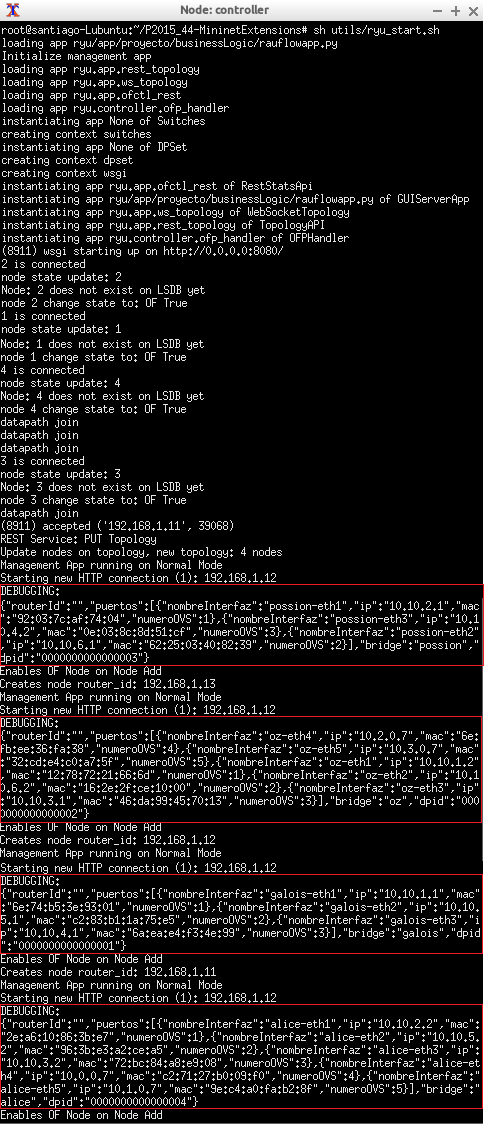 Node: controller
root@santiago-Lubuntu:~/P2015_44-MininetExtensions# sh utils/ryu_start.sh
loading app ryu/app/proyecto/businessLogic/rauflowapp.py
Initialize management app
loading app ryu.app.rest_topology
loading app ryu.app.ws_topology
loading app ryu.app.ofctl_rest
loading app ryu.controller.ofp_handler
instantiating app None of Switches
creating context switches
instantiating app None of DPSet
creating context dpset
creating context wsgi
instantiating app ryu.app.ofctl_rest of RestStatsApi
instantiating app ryu/app/proyecto/businessLogic/rauflowapp.py of GUIServerApp
instantiating app ryu.app.ws_topology of WebSocketTopology
instantiating app ryu.app.rest_topology of TopologyAPI
instantiating app ryu.controller.ofp_handler of OFPHandler
(8911) wsgi starting up on http://0.0.0.0:8080/
2 is connected
node state update: 2
Node: 2 does not exist on LSDB yet
node 2 change state to: OF True
1 is connected
node state update: 1
Node: 1 does not exist on LSDB yet
node 1 change state to: OF True
4 is connected
node state update: 4
Node: 4 does not exist on LSDB yet
node 4 change state to: OF True
datapath join
datapath join
datapath join
3 is connected
node state update: 3
Node: 3 does not exist on LSDB yet
node 3 change state to: OF True
datapath join
(8911) accepted ('192.168.1.11', 39068)
REST Service: PUT Topology
Update nodes on topology, new topology: 4 nodes
Management App running on Normal Mode
Starting new HTTP connection (1): 192.168.1.12
DEBUGGING:
{"routerId":"","puertos":[{"nombreInterfaz":"possion-eth1","ip":"10.10.2.1","mac"
:"92:03:7c:af:74:04","numeroOVS":1},{"nombreInterfaz":"possion-eth3","ip":"10.1
0.4.2","mac":"0e:03:8c:8d:51:cf","numeroOVS":3},{"nombreInterfaz":"possion-eth2"
,"ip":"10.10.6.1","mac":"62:25:03:40:82:39","numeroOVS":2}],"bridge":"possion","
dpid":"0000000000000003"}
Enables OF Node on Node Add
Creates node router_id: 192.168.1.13
Management App running on Normal Mode
Starting new HTTP connection (1): 192.168.1.12
DEBUGGING:
{"routerId":"","puertos":[{"nombreInterfaz":"oz-eth4","ip":"10.2.0.7","mac":"6e:
fb:ee:36:fa:38","numeroOVS":4},{"nombreInterfaz":"oz-eth5","ip":"10.3.0.7","mac":"
32:cd:e4:c0:a7:5f","numeroOVS":5},{"nombreInterfaz":"oz-eth1","ip":"10.10.1.2",
"mac":"12:78:72:21:66:6d","numeroOVS":1},{"nombreInterfaz":"oz-eth2","ip":"10.1
0.6.2","mac":"16:2e:2f:ce:10:00","numeroOVS":2},{"nombreInterfaz":"oz-eth3","ip"
:"10.10.3.1","mac":"46:da:99:45:70:13","numeroOVS":3}],"bridge":"oz","dpid":"000
0000000000002"}
Enables OF Node on Node Add
Creates node router_id: 192.168.1.12
Management App running on Normal Mode
Starting new HTTP connection (1): 192.168.1.12
DEBUGGING:
{"routerId":"","puertos":[{"nombreInterfaz":"galois-eth1","ip":"10.10.1.1","mac"
:"6e:74:b5:3e:93:01","numeroOVS":1},{"nombreInterfaz":"galois-eth2","ip":"10.10.
5.1","mac":"c2:83:b1:1a:75:e5","numeroOVS":2},{"nombreInterfaz":"galois-eth3","ip
":"10.10.4.1","mac":"6a:ea:e4:f3:4e:99","numeroOVS":3}],"bridge":"galois","dpid
":"0000000000000001"}
Enables OF Node on Node Add
Creates node router_id: 192.168.1.11
Management App running on Normal Mode
Starting new HTTP connection (1): 192.168.1.12
DEBUGGING:
{"routerId":"","puertos":[{"nombreInterfaz":"alice-eth1","ip":"10.10.2.2","mac":
"2e:a6:10:86:3b:e7","numeroOVS":1},{"nombreInterfaz":"alice-eth2","ip":"10.10.5.
2","mac":"96:3b:e3:a2:ce:a5","numeroOVS":2},{"nombreInterfaz":"alice-eth3","ip":
"10.10.3.2","mac":"72:bc:84:a8:e9:08","numeroOVS":3},{"nombreInterfaz":"alice-et
h4","ip":"10.0.0.7","mac":"c2:71:27:b0:09:f0","numeroOVS":4},{"nombreInterfaz":"
alice-eth5","ip":"10.1.0.7","mac":"9e:c4:a0:fa:b2:8f","numeroOVS":5}],"bridge":"
alice","dpid":"0000000000000004"}
Enables OF Node on Node Add